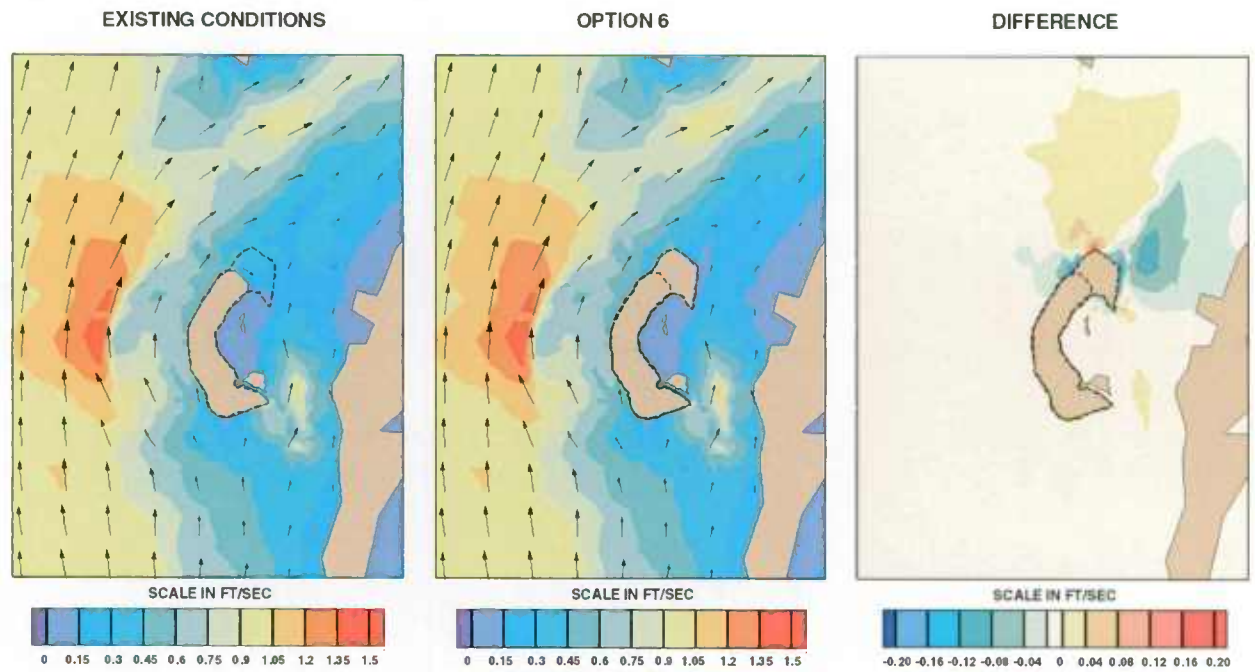 EXISTING CONDITIONS
OPTION 6
DIFFERENCE
SCALE IN FT/SEC
0 0.15 0.3 0.45 0.6 0.75 0.9 1.05 1.2 1.35 1.5
SCALE IN FT/SEC
0 0.15 0.3 0.45 0.6 0.75 0.9 1.05 1.2 1.35 1.5
SCALE IN FT/SEC
-0.20 -0.16 -0.12 -0.08 -0.04 0 0.04 0.08 0.12 0.16 0.20